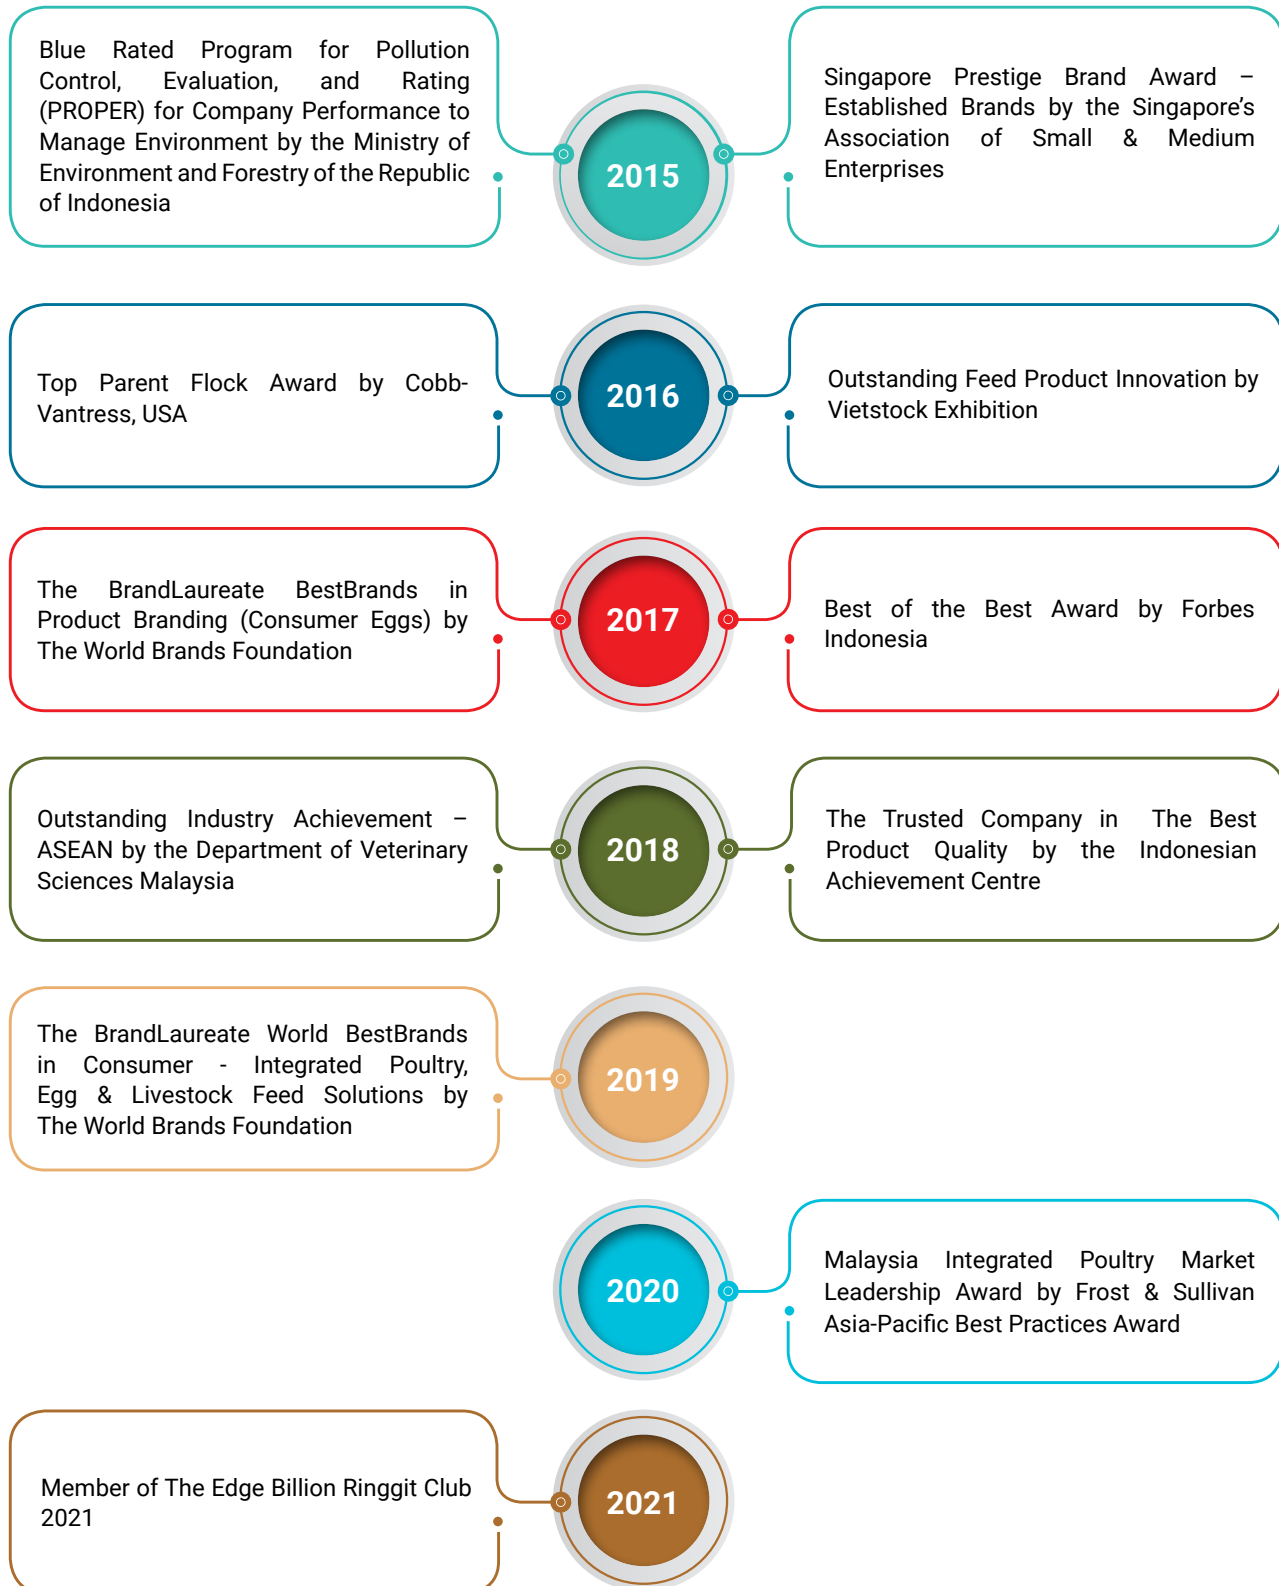 Blue Rated Program for Pollution
Control, Evaluation, and Rating
(PROPER) for Company Performance to
Manage Environment by the Ministry of
Environment and Forestry of the Republic
of Indonesia
2015
Singapore Prestige Brand Award –
Established Brands by the Singapore's
Association of Small & Medium
Enterprises
Top Parent Flock Award by Cobb-
Vantress, USA
2016
Outstanding Feed Product Innovation by
Vietstock Exhibition
The BrandLaureate BestBrands in
Product Branding (Consumer Eggs) by
The World Brands Foundation
2017
Best of the Best Award by Forbes
Indonesia
Outstanding Industry Achievement –
ASEAN by the Department of Veterinary
Sciences Malaysia
2018
The Trusted Company in The Best
Product Quality by the Indonesian
Achievement Centre
The BrandLaureate World BestBrands
in Consumer - Integrated Poultry,
Egg & Livestock Feed Solutions by
The World Brands Foundation
2019
2020
Malaysia Integrated Poultry Market
Leadership Award by Frost & Sullivan
Asia-Pacific Best Practices Award
Member of The Edge Billion Ringgit Club
2021
2021